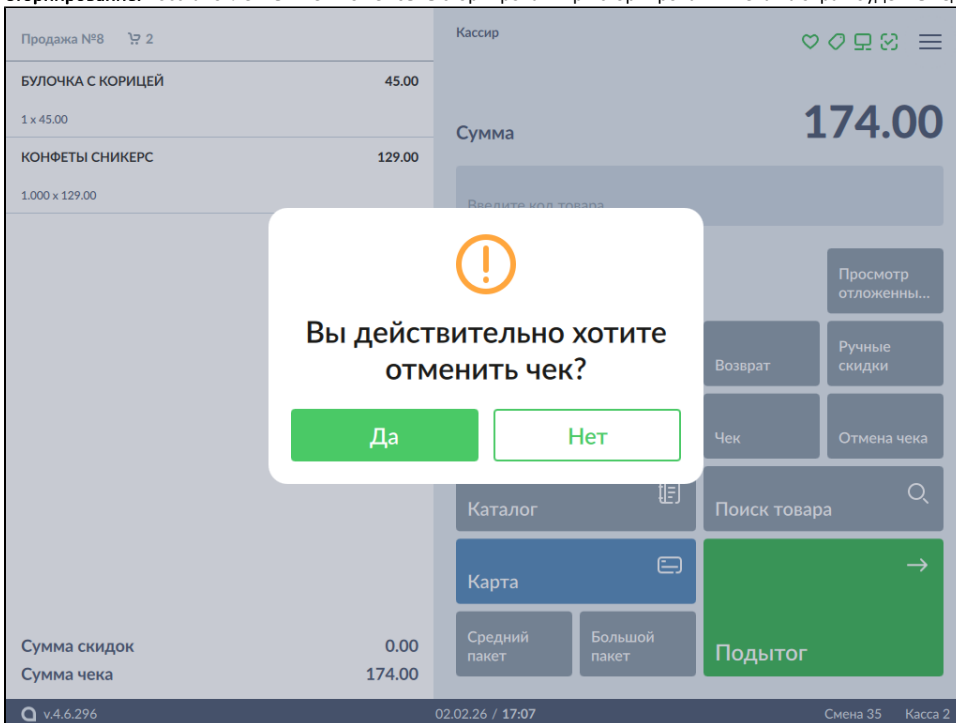 Продажа №8 2
БУЛОЧКА С КОРИЦЕЙ 45.00
1 x 45.00
КОНФЕТЫ СНИКЕРС 129.00
1.000 x 129.00
Сумма скидок 0.00
Сумма чека 174.00
Кассир
Сумма 174.00
Введите код товара
Вы действительно хотите
отменить чек?
Да Нет
Просмотр
отложенны...
Возврат
Ручные
скидки
Чек
Отмена чека
Каталог
Поиск товара
Карта
Средний
пакет
Большой
пакет
Подытог
v.4.6.296 02.02.26 / 17:07 Смена 35 Касса 2